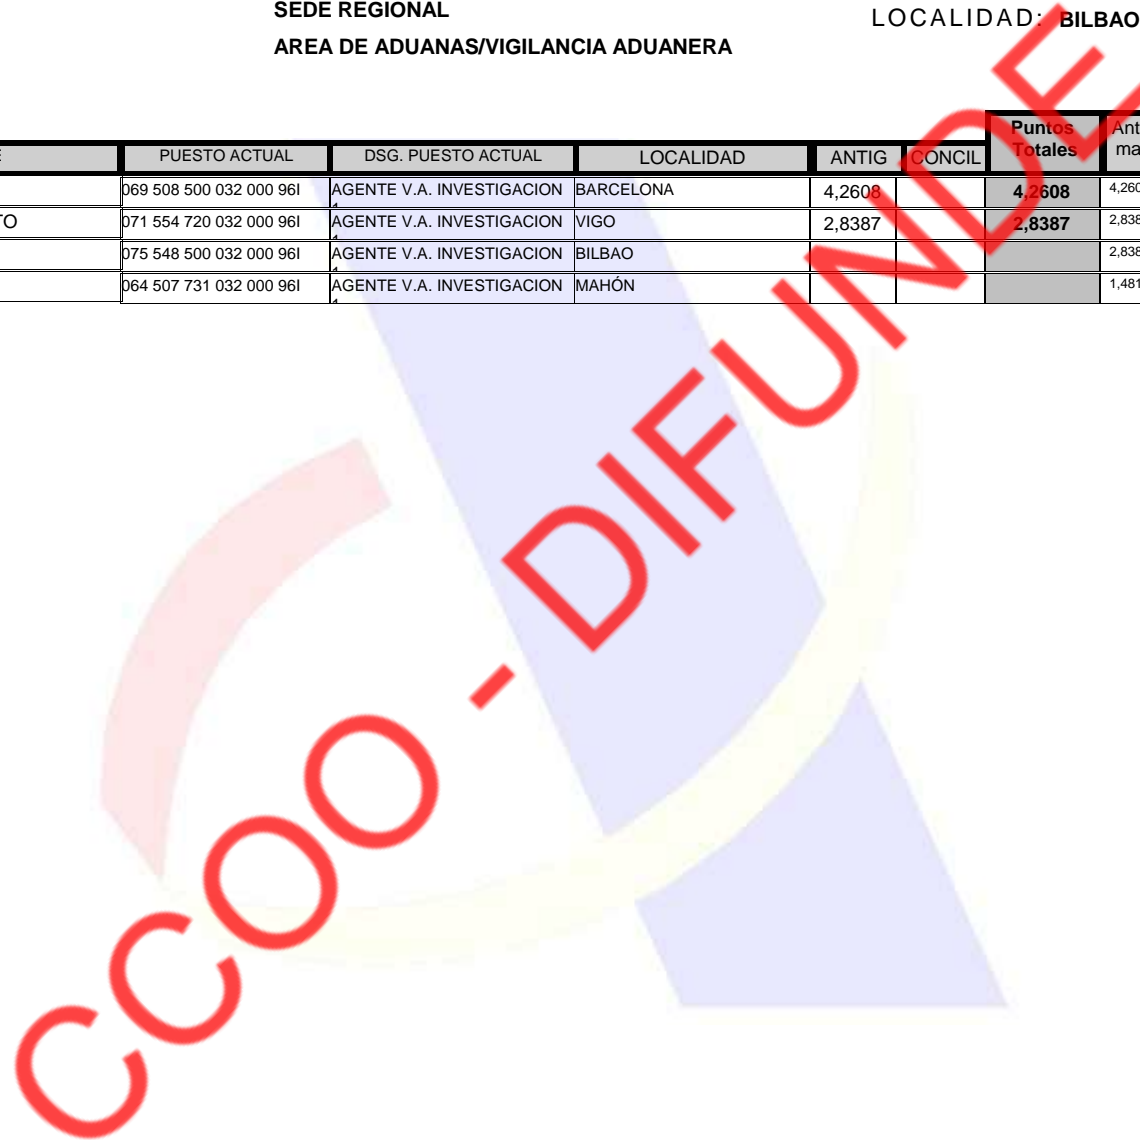 SEDE REGIONAL
LOCALIDAD: BILBAO
AREA DE ADUANAS/VIGILANCIA ADUANERA
PUESTO ACTUAL DSG. PUESTO ACTUAL LOCALIDAD ANTIG CONCIL Puntos Totales
069 508 500 032 000 96I AGENTE V.A. INVESTIGACION BARCELONA 4,2608 4,2608
TO 071 554 720 032 000 96I AGENTE V.A. INVESTIGACION VIGO 2,8387 2,8387
075 548 500 032 000 96I AGENTE V.A. INVESTIGACION BILBAO
064 507 731 032 000 96I AGENTE V.A. INVESTIGACION MAHÓN
CCOO - DIFUNDE